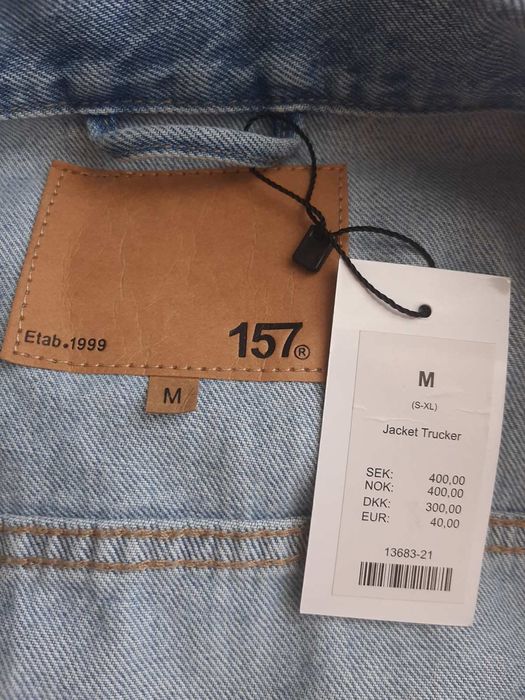 Etab.1999
157®
M
M
(S-XL)
Jacket Trucker
SEK: 400,00
NOK: 400,00
DKK: 300,00
EUR: 40,00
13683-21